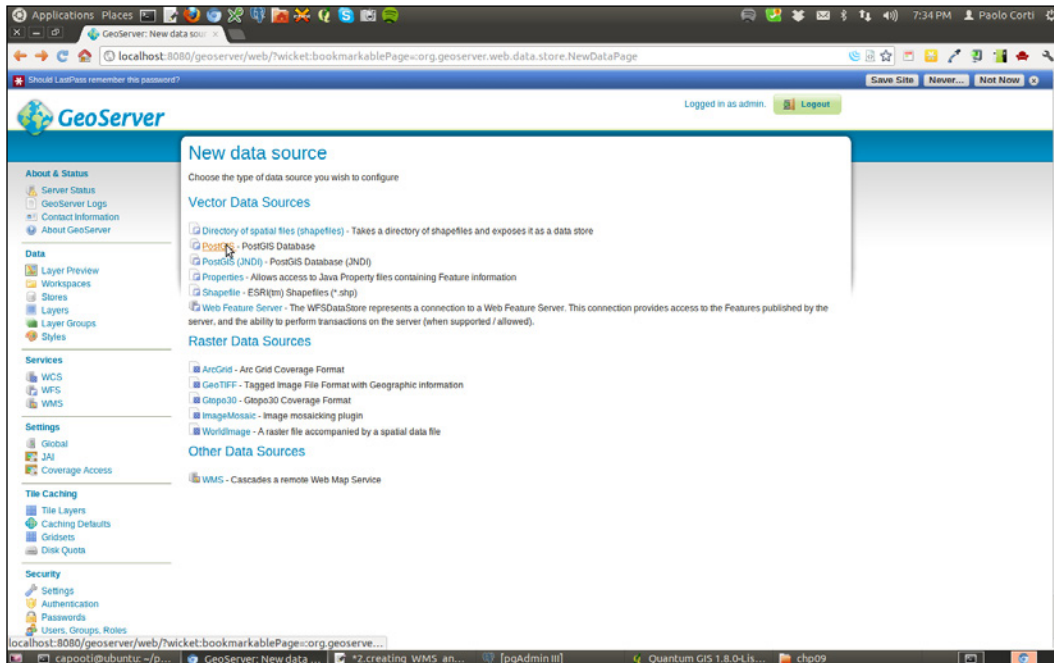 Applications Places
7:34 PM Paolo Corti
GeoServer: New data sour
localhost:8080/geoserver/web/?wicket:bookmarkablePage=:org.geoserver.web.data.store.NewDataPage
Should LastPass remember this password?
Save Site Never... Not Now
GeoServer
Logged in as admin.
Logout
About & Status
Server Status
GeoServer Logs
Contact Information
About GeoServer
Data
Layer Preview
Workspaces
Stores
Layers
Layer Groups
Styles
Services
WCS
WFS
WMS
Settings
Global
JAI
Coverage Access
Tile Caching
Tile Layers
Caching Defaults
Gridsets
Disk Quota
Security
Settings
Authentication
Passwords
Users, Groups, Roles
New data source
Choose the type of data source you wish to configure
Vector Data Sources
Directory of spatial files (shapefiles) - Takes a directory of shapefiles and exposes it as a data store
PostGIS - PostGIS Database
PostGIS (JNDI) - PostGIS Database (JNDI)
Properties - Allows access to Java Property files containing Feature information
Shapefile - ESRI(tm) Shapefiles (*.shp)
Web Feature Server - The WFSDataStore represents a connection to a Web Feature Server. This connection provides access to the Features published by the
server, and the ability to perform transactions on the server (when supported / allowed).
Raster Data Sources
ArcGrid - Arc Grid Coverage Format
GeoTIFF - Tagged Image File Format with Geographic information
Gtopo30 - Gtopo30 Coverage Format
ImageMosaic - Image mosaicking plugin
WorldImage - A raster file accompanied by a spatial data file
Other Data Sources
WMS - Cascades a remote Web Map Service
localhost:8080/geoserver/web/?wicket:bookmarkablePage=:org.geoserve...
capooti@ubuntu: ~/p... GeoServer: New data ... *2.creating WMS an... [pgAdmin III] Quantum GIS 1.8.0-Lis... chp09